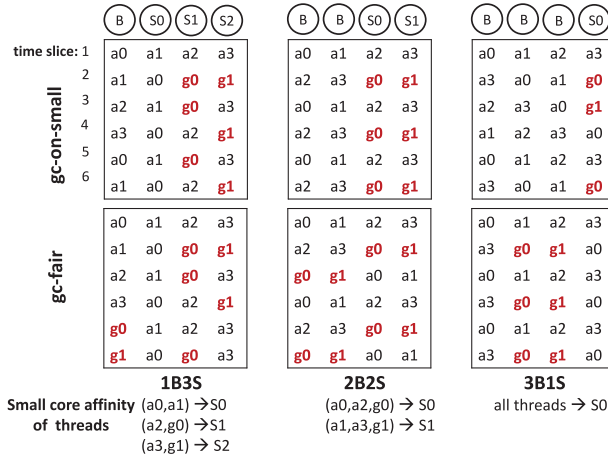 B S0 S1 S2 B B S0 S1 B B B S0
time slice: 1 a0 a1 a2 a3 a0 a1 a2 a3 a0 a1 a2 a3
2 a1 a0 g0 g1 a2 a3 g0 g1 a3 a0 a1 g0
3 a2 a1 g0 a3 a0 a1 a2 a3 a2 a3 a0 g1
4 a3 a0 a2 g1 a2 a3 g0 g1 a1 a2 a3 a0
5 a0 a1 g0 a3 a0 a1 a2 a3 a0 a1 a2 a3
6 a1 a0 a2 g1 a2 a3 g0 g1 a3 a0 a1 g0
gc-on-small
a0 a1 a2 a3 a0 a1 a2 a3 a0 a1 a2 a3
a1 a0 g0 g1 a2 a3 g0 g1 a3 g0 g1 a0
a2 a1 g0 a3 g0 g1 a0 a1 a0 a1 a2 a3
a3 a0 a2 g1 a0 a1 a2 a3 a3 g0 g1 a0
g0 a1 a2 a3 a2 a3 g0 g1 a0 a1 a2 a3
g1 a0 g0 a3 g0 g1 a0 a1 a3 g0 g1 a0
gc-fair
1B3S 2B2S 3B1S
Small core affinity (a0,a1) → S0 (a0,a2,g0) → S0 all threads → S0
of threads (a2,g0) → S1 (a1,a3,g1) → S1
(a3,g1) → S2